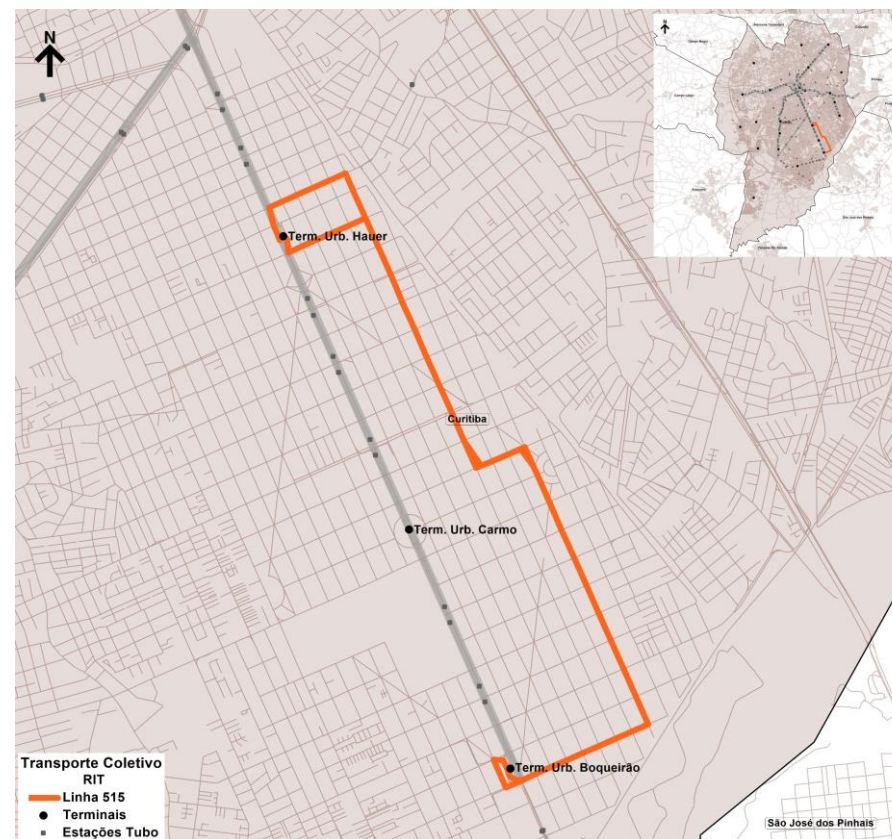 N
N
Term. Urb. Hauer
Curitiba
Term. Urb. Carmo
Term. Urb. Boqueirão
Transporte Coletivo
RIT
Linha 515
Terminais
Estações Tubo
São José dos Pinhais